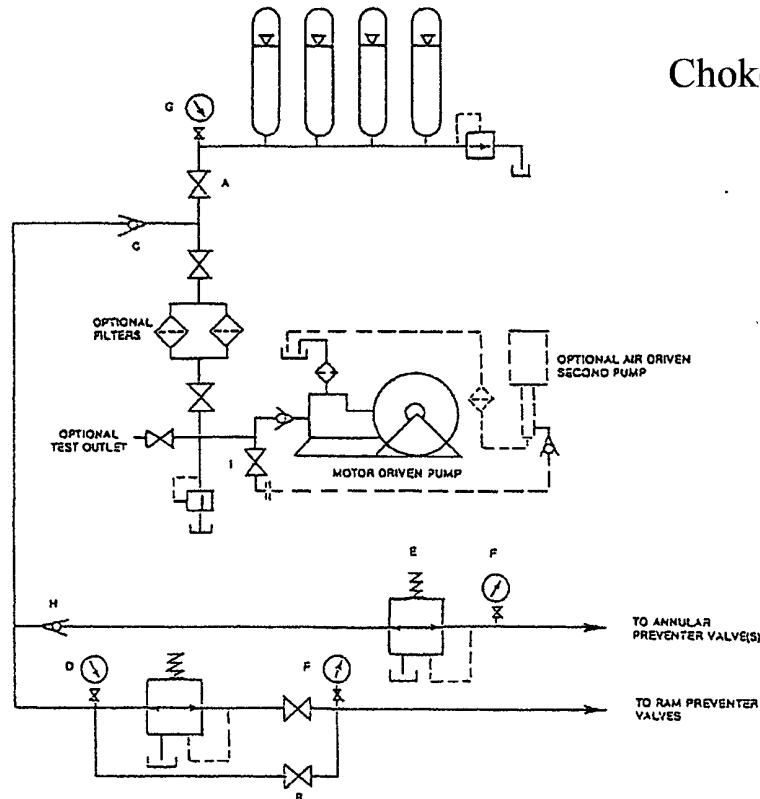 Chok
G
A
G
OPTIONAL
FILTERS
OPTIONAL AIR DRIVEN
SECOND PUMP
OPTIONAL
TEST OUTLET
I
MOTOR DRIVEN PUMP
E
F
H
TO ANNULAR
PREVENTER VALVE(S)
D
F
TO RAM PREVENTER
VALVES
B